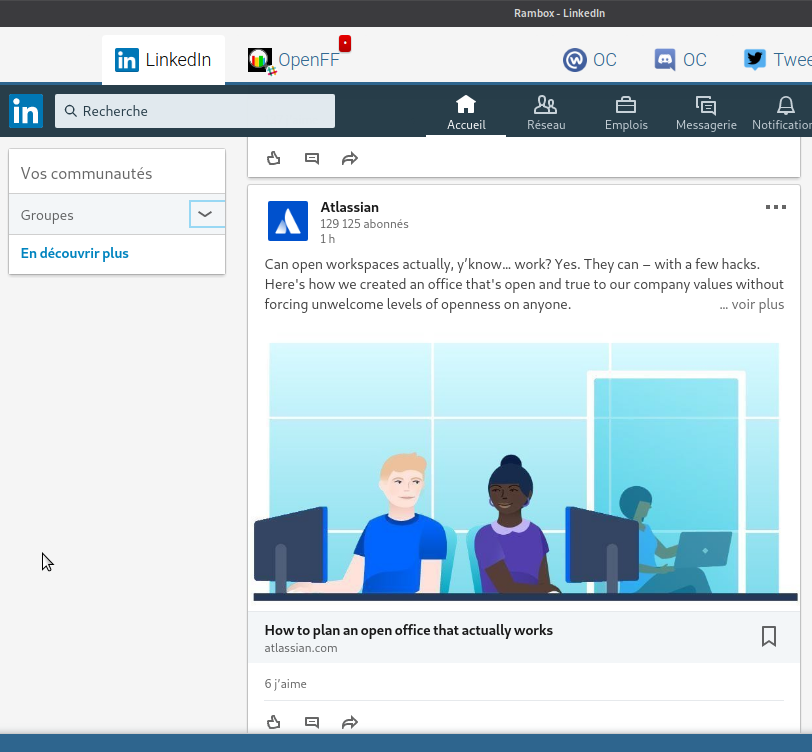 Rambox - LinkedIn
LinkedIn
OpenFF
OC
OC
Twee
in
Recherche
Accueil
Réseau
Emplois
Messagerie
Notification
Vos communautés
Groupes
En découvrir plus
Atlassian
129 125 abonnés
1 h
Can open workspaces actually, y’know… work? Yes. They can – with a few hacks.
Here's how we created an office that's open and true to our company values without
forcing unwelcome levels of openness on anyone.
… voir plus
How to plan an open office that actually works
atlassian.com
6 j’aime